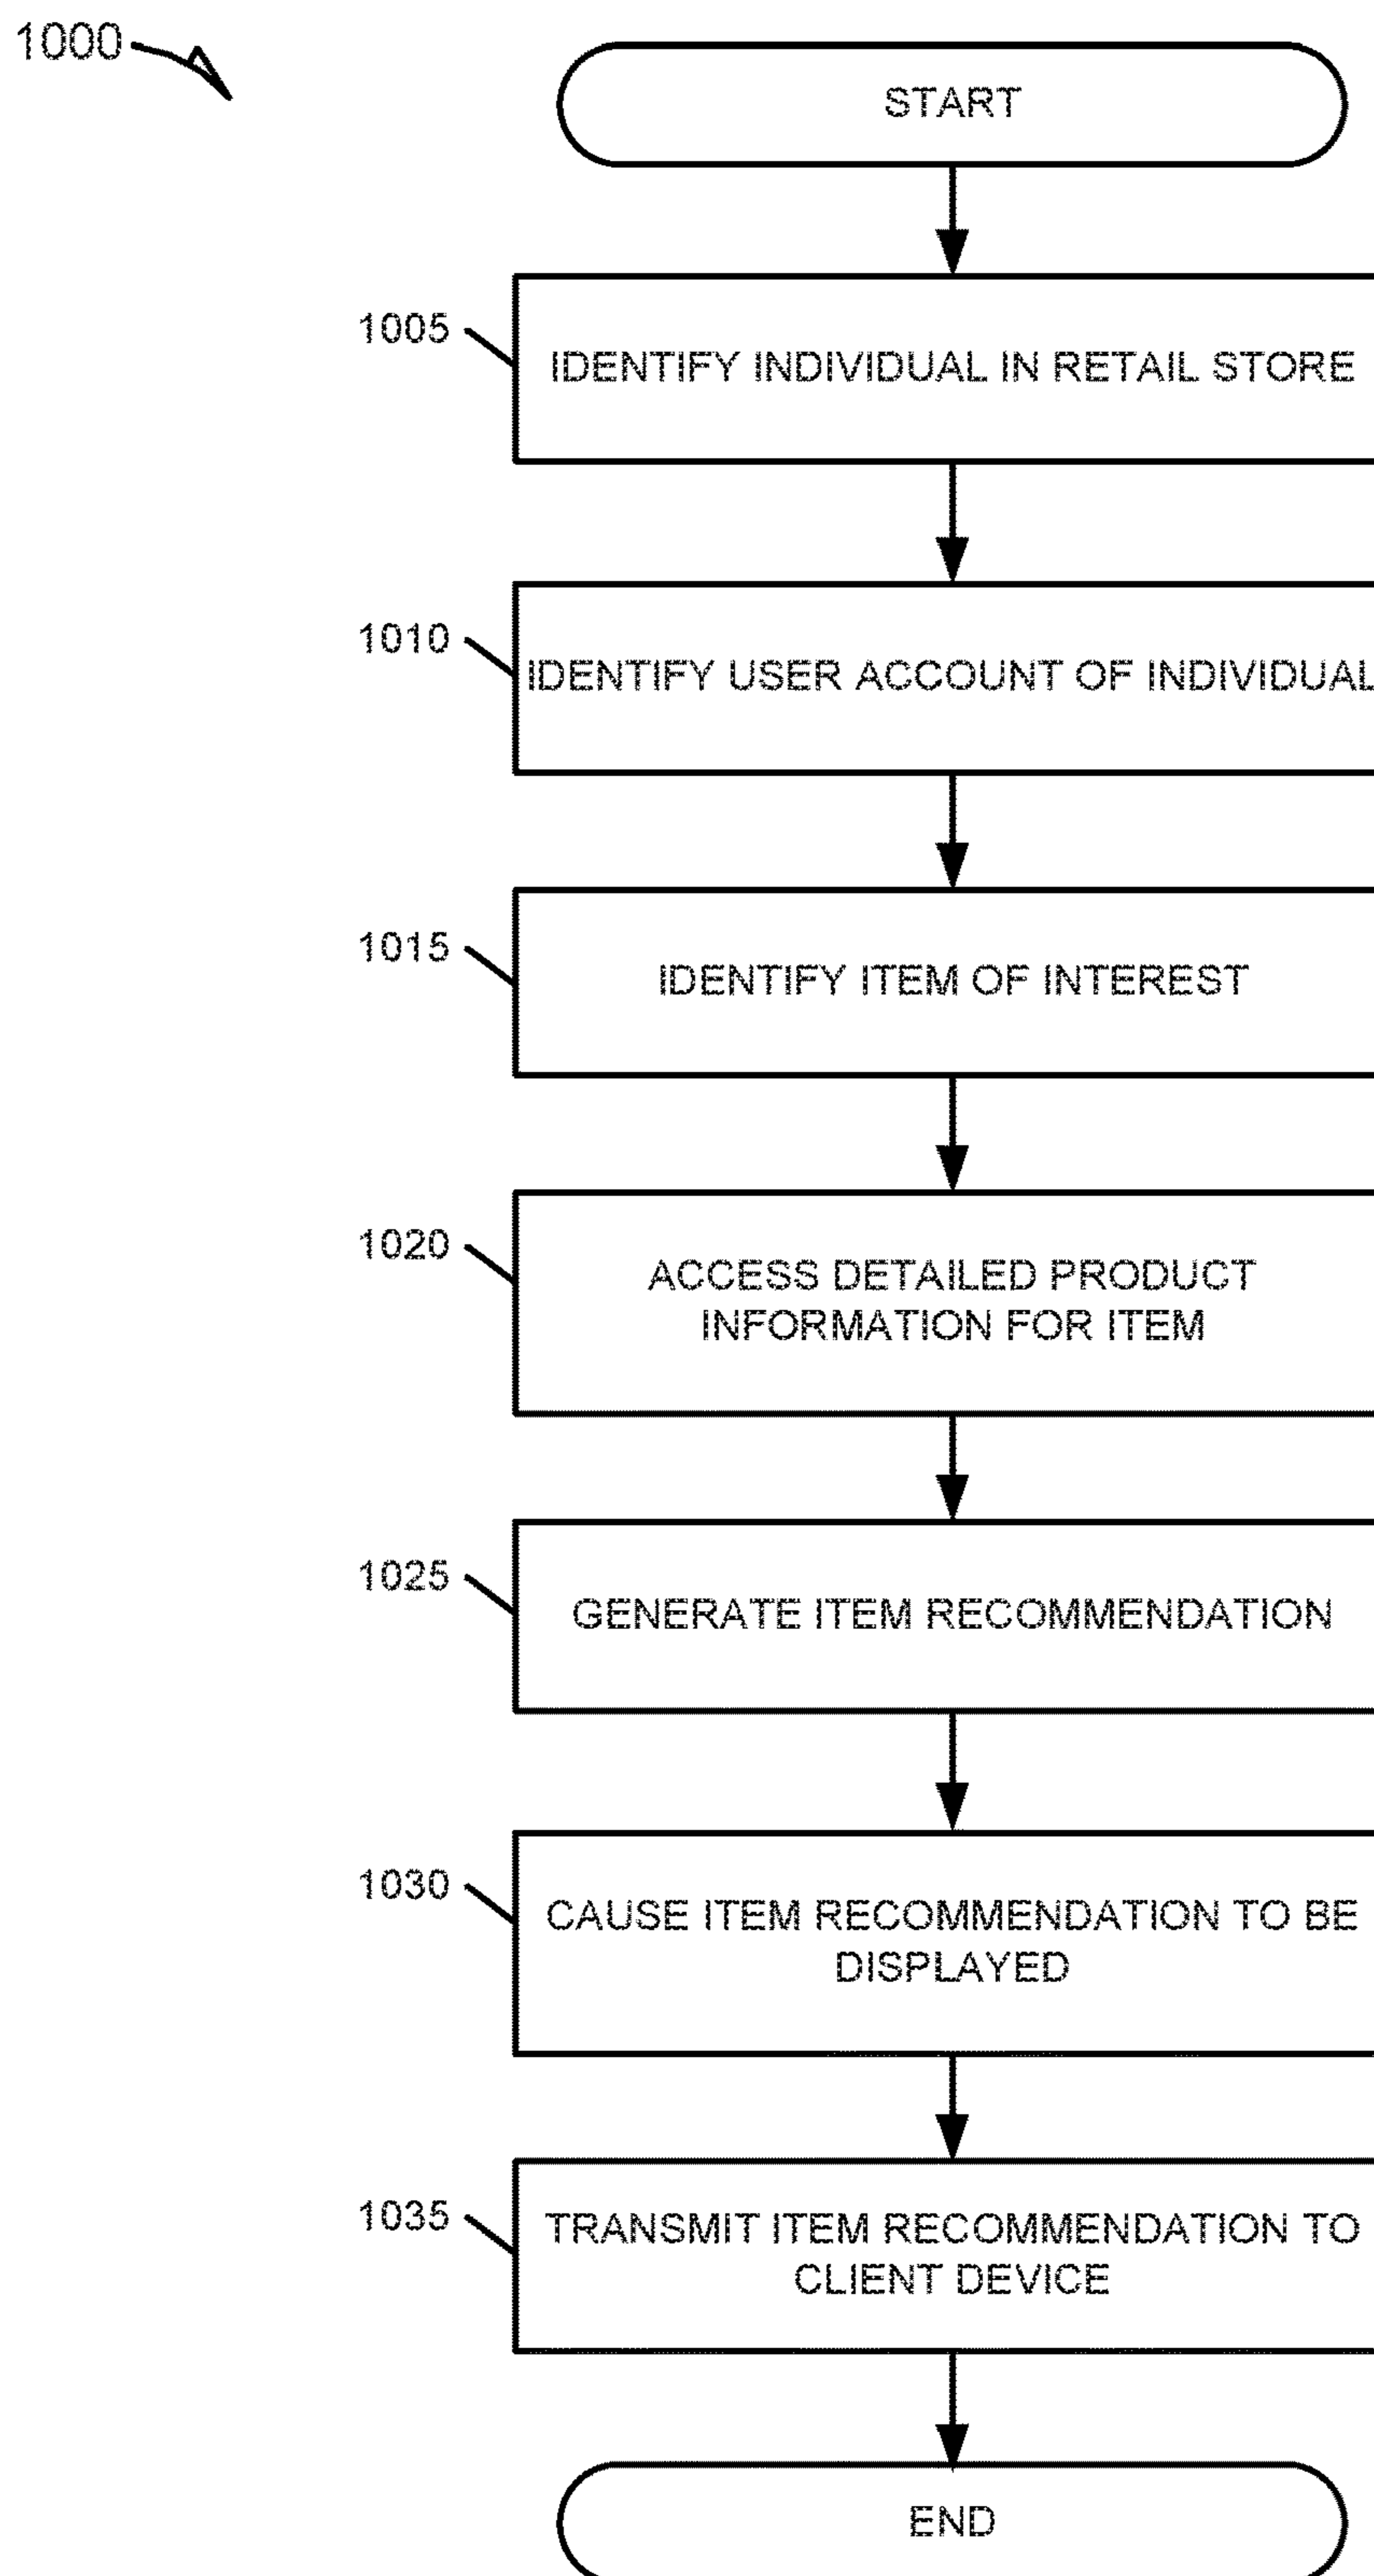 1000
START
1005
IDENTIFY INDIVIDUAL IN RETAIL STORE
1010
IDENTIFY USER ACCOUNT OF INDIVIDUAL
1015
IDENTIFY ITEM OF INTEREST
1020
ACCESS DETAILED PRODUCT
INFORMATION FOR ITEM
1025
GENERATE ITEM RECOMMENDATION
1030
CAUSE ITEM RECOMMENDATION TO BE
DISPLAYED
1035
TRANSMIT ITEM RECOMMENDATION TO
CLIENT DEVICE
END